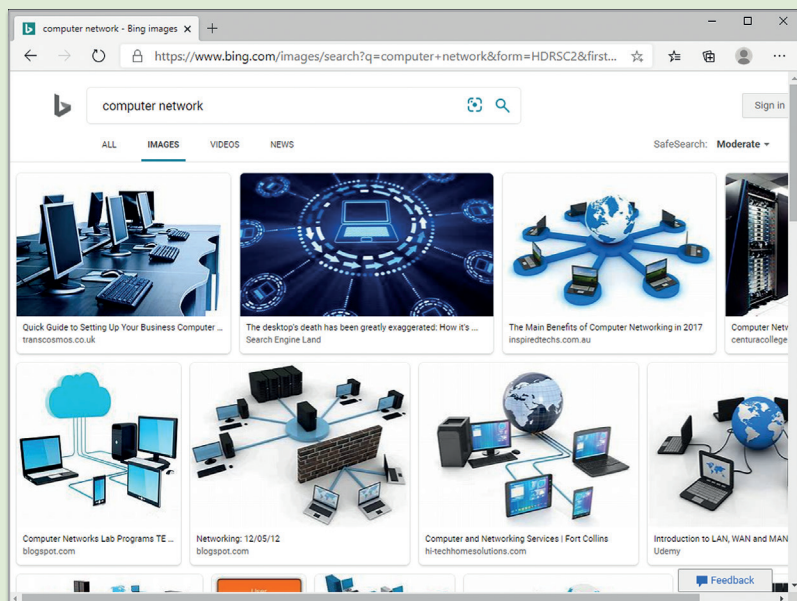 computer network - Bing images
https://www.bing.com/images/search?q=computer+network&form=HDRSC2&first...
computer network
Sign in
ALL IMAGES VIDEOS NEWS
SafeSearch: Moderate
Quick Guide to Setting Up Your Business Computer ...
transcosmos.co.uk
The desktop's death has been greatly exaggerated: How it's ...
Search Engine Land
The Main Benefits of Computer Networking in 2017
inspiredtechs.com.au
Computer Netw
centuracollege
Computer Networks Lab Programs TE ...
blogspot.com
Networking: 12/05/12
blogspot.com
Computer and Networking Services | Fort Collins
hi-techhomesolutions.com
Introduction to LAN, WAN and MAN
Udemy
Feedback